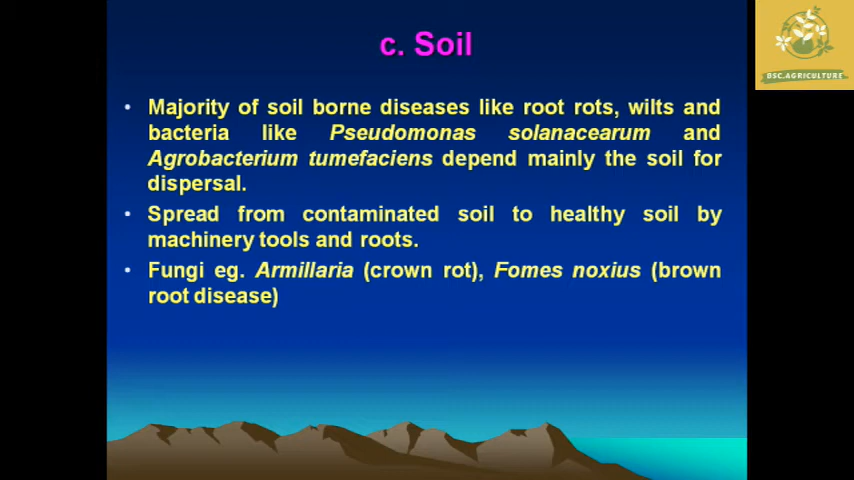 c. Soil
BSC.AGRICULTURE
• Majority of soil borne diseases like root rots, wilts and
bacteria like Pseudomonas solanacearum and
Agrobacterium tumefaciens depend mainly the soil for
dispersal.
• Spread from contaminated soil to healthy soil by
machinery tools and roots.
• Fungi eg. Armillaria (crown rot), Fomes noxius (brown
root disease)